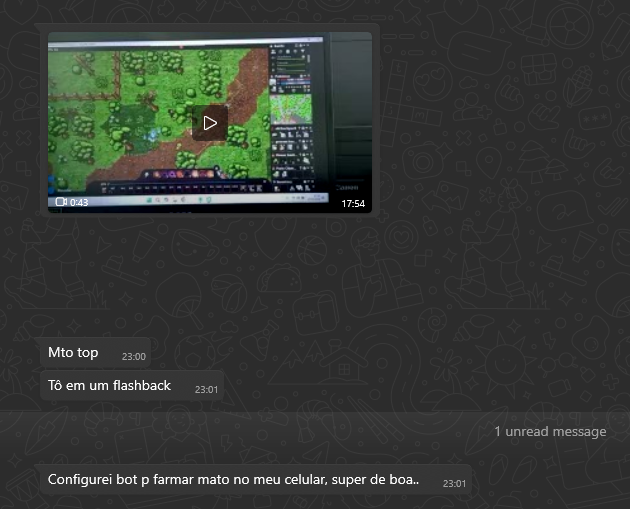 0:43
17:54
Mto top
23:00
Tô em um flashback
23:01
1 unread message
Configurei bot p farmar mato no meu celular, super de boa..
23:01